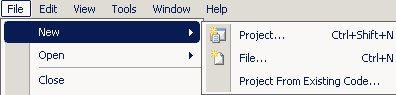 File Edit View Tools Window Help
New
Open
Close
Project... Ctrl+Shift+N
File... Ctrl+N
Project From Existing Code...